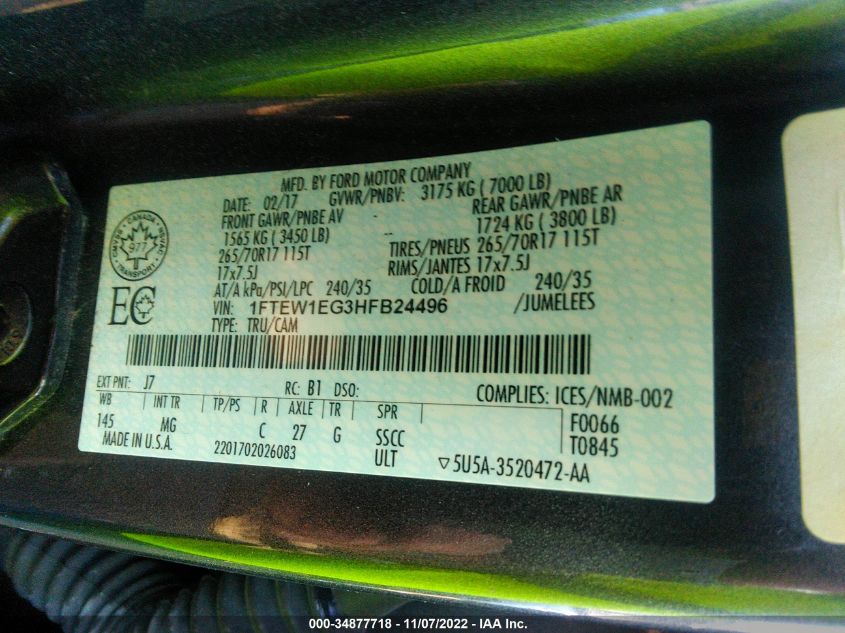 MFD. BY FORD MOTOR COMPANY
DATE: 02/17 GVWR/PNBV: 3175 KG ( 7000 LB)
FRONT GAWR/PNBE AV REAR GAWR/PNBE AR
1565 KG ( 3450 LB) 1724 KG ( 3800 LB)
265/70R17 115T TIRES/PNEUS 265/70R17 115T
17x7.5J RIMS/JANTES 17x7.5J
AT/A kPa/PSI/LPC 240/35 COLD/A FROID 240/35
VIN: 1FTEW1EG3HFB24496 /JUMELEES
TYPE: TRU/CAM
CANADA
CMVSS NSVAC
977
TRANSPORT
EC
EXT PNT: J7 RC: B1 DSO: COMPLIES: ICES/NMB-002
WB INT TR TP/PS R AXLE TR SPR F0066
145 MG C 27 G SSCC T0845
MADE IN U.S.A. 2201702026083 ULT ▽5U5A-3520472-AA
000-34877718 - 11/07/2022 - IAA Inc.